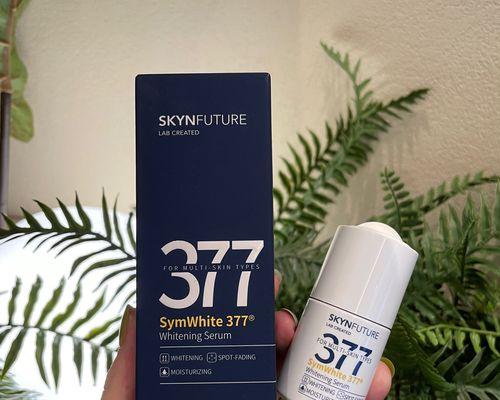 SKYNFUTURE
LAB CREATED
377
FOR MULTI-SKIN TYPES
SymWhite 377®
Whitening Serum
WHITENING SPOT-FADING
MOISTURIZING
SKYNFUTURE
LAB CREATED
377
FOR MULTI-SKIN TYPES
SymWhite 377®
Whitening Serum
WHITENING